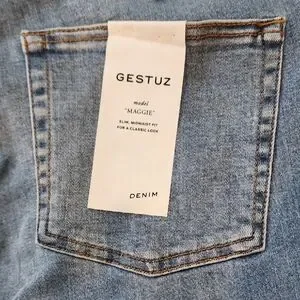 GESTUZ
model
"MAGGIE"
SLIM, MIDWAIST FIT
FOR A CLASSIC LOOK
DENIM